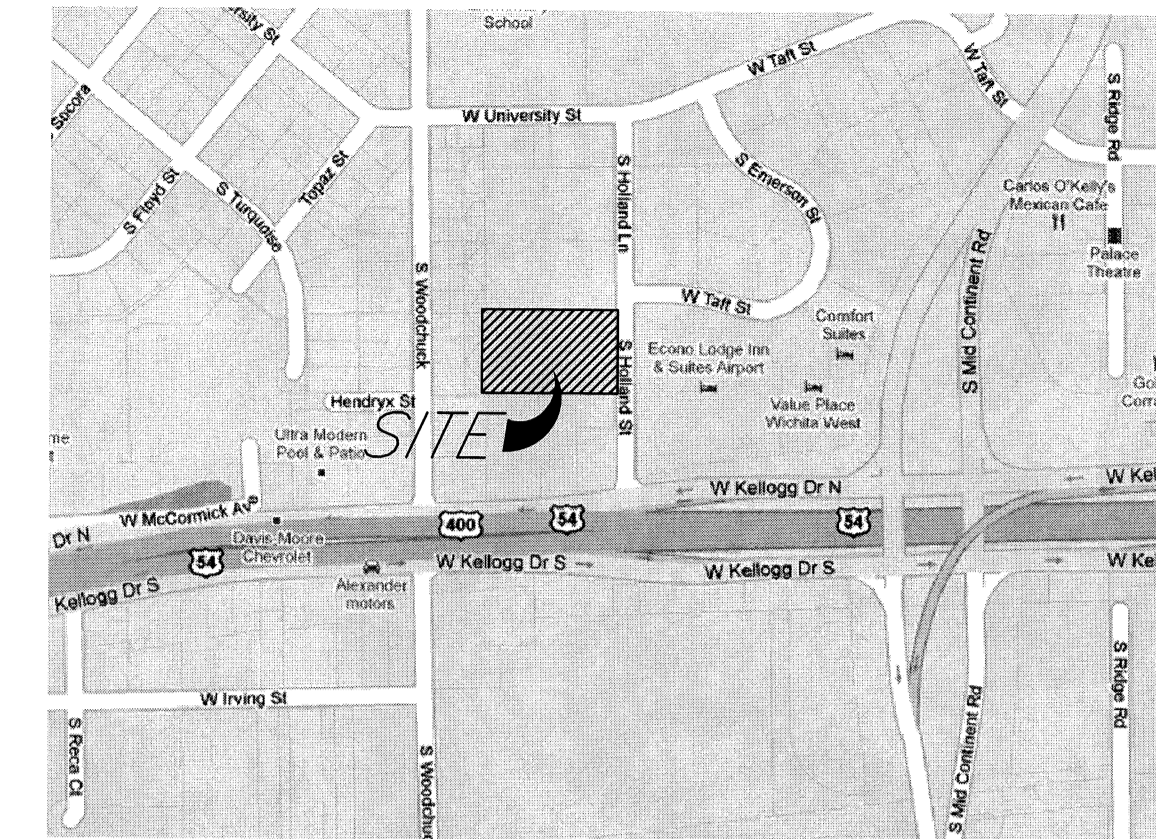 School
W Taft St
W Taft St
S Ridge Rd
W University St
S Holland Ln
S Emerson St
Topaz St
S Floyd St
S Turquoise
Carlos O'Kelly's
Mexican Cafe
Palace
Theatre
S Mid Continent Rd
S Woodchuck
W Taft St
Comfort
Suites
Econo Lodge Inn
& Suites Airport
S Holland St
Value Place
Wichita West
Hendryx St
SITE
Ultra Modern
Pool & Patio
W Kellogg Dr N
W Kel
W McCormick Ave
Dr N
400
54
54
54
Davis-Moore
Chevrolet
W Kellogg Dr S
W Kellogg Dr S
W Ke
Alexander
motors
Kellogg Dr S
W Irving St
S Reca Ct
S Woodchuc
S Mid Continent Rd
S Ridge Rd